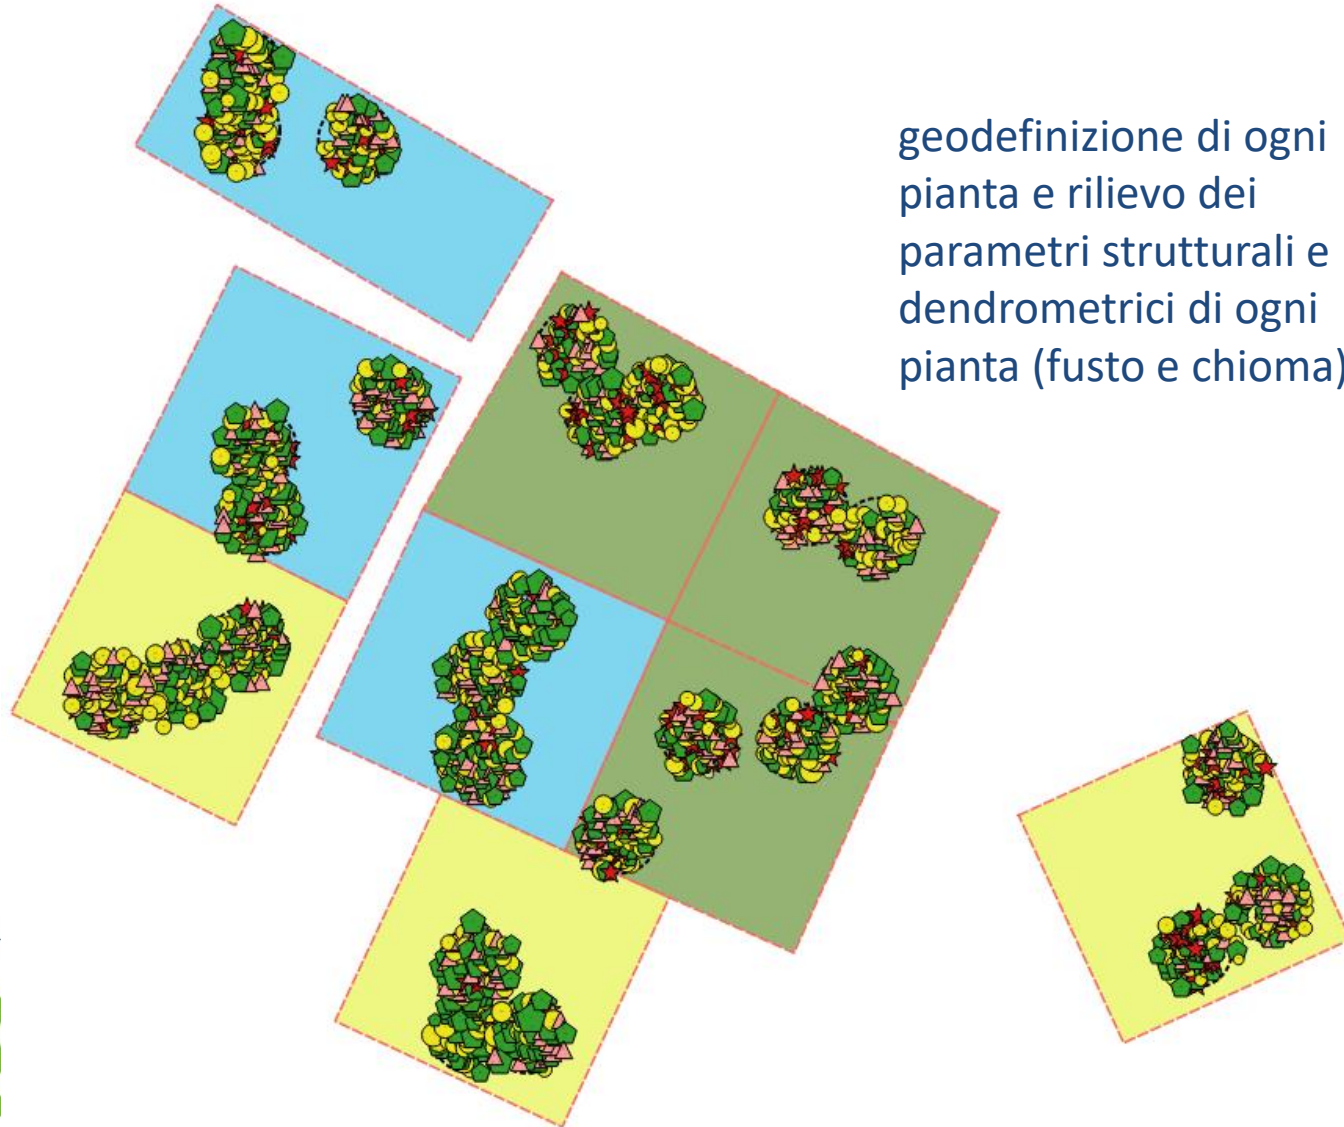 geodefinizione di ogni
pianta e rilievo dei
parametri strutturali e
dendrometrici di ogni
pianta (fusto e chioma)